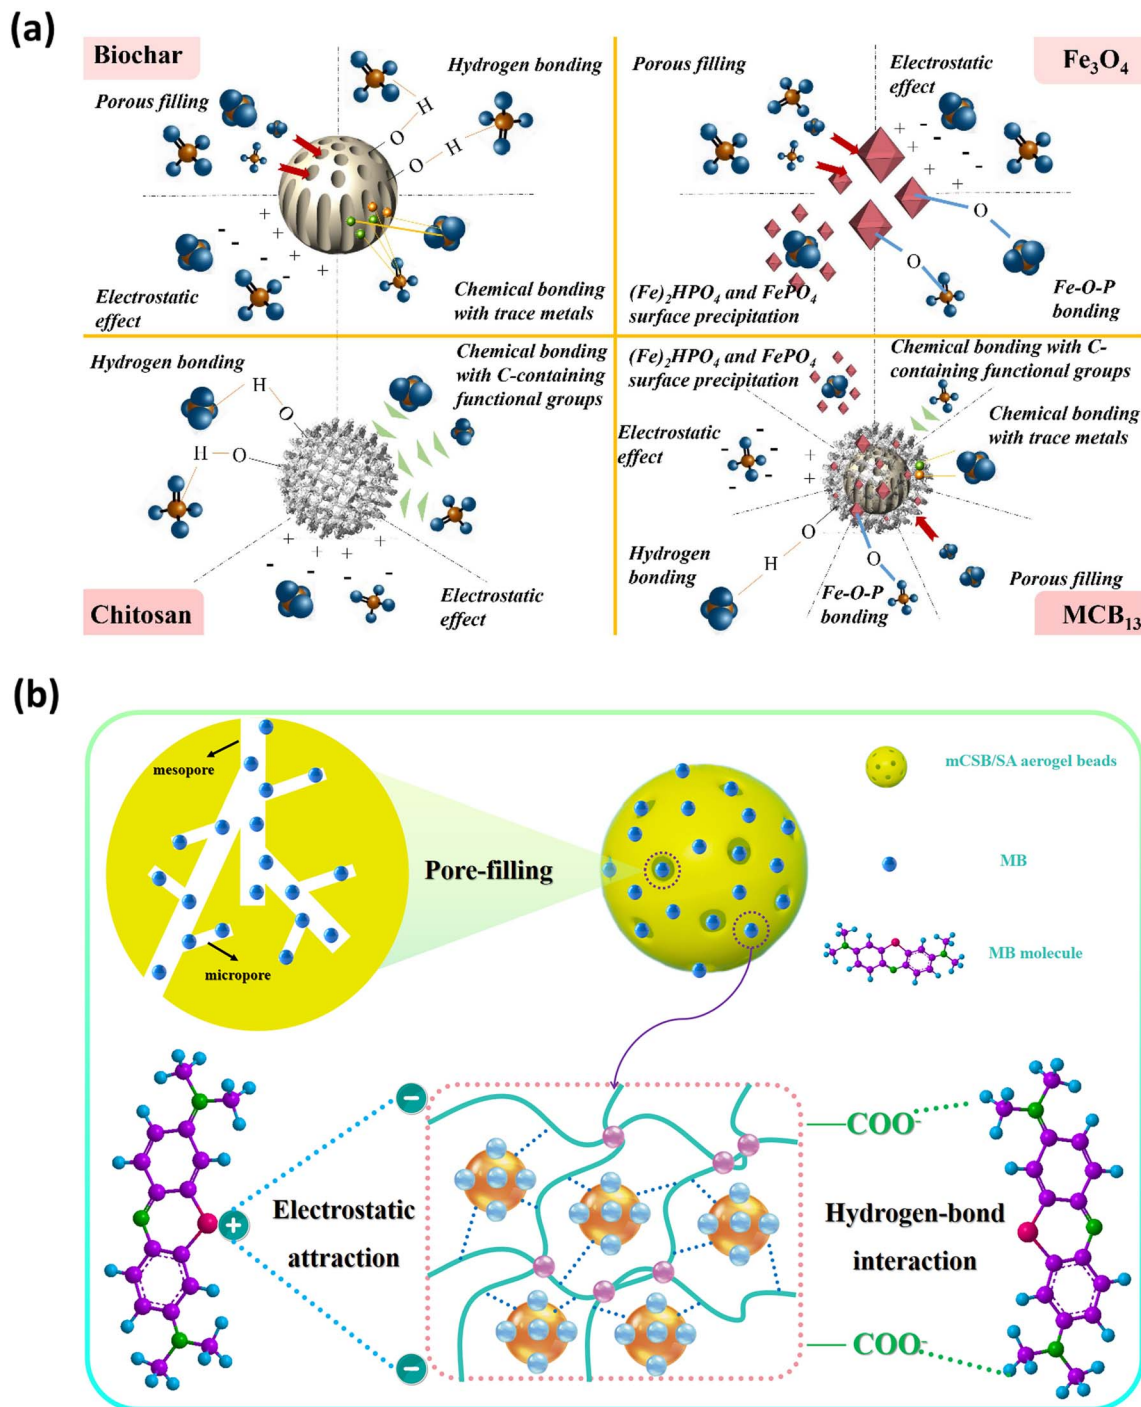 (a)
Biochar
Hydrogen bonding
Porous filling
H
O
H
O
+
+
+
+
+
-
-
-
-
-
Electrostatic
effect
Chemical bonding
with trace metals
Porous filling
Electrostatic
effect
Fe₃O₄
+
+
+
+
+
-
-
-
-
-
O
O
(Fe)₂HPO₄ and FePO₄
surface precipitation
Fe-O-P
bonding
Hydrogen bonding
Chemical bonding
with C-containing
functional groups
H
O
H
O
+
+
+
+
+
-
-
-
-
-
Electrostatic
effect
Chitosan
(Fe)₂HPO₄ and FePO₄
surface precipitation
Chemical bonding with C-
containing functional groups
Chemical bonding
with trace metals
Electrostatic
effect
-
-
-
-
-
+
+
O
H
O
Hydrogen
bonding
Fe-O-P
bonding
Porous filling
MCB₁₃
(b)
mesopore
micropore
Pore-filling
mCSB/SA aerogel beads
MB
MB molecule
−
+
−
Electrostatic
attraction
COO⁻
Hydrogen-bond
interaction
COO⁻